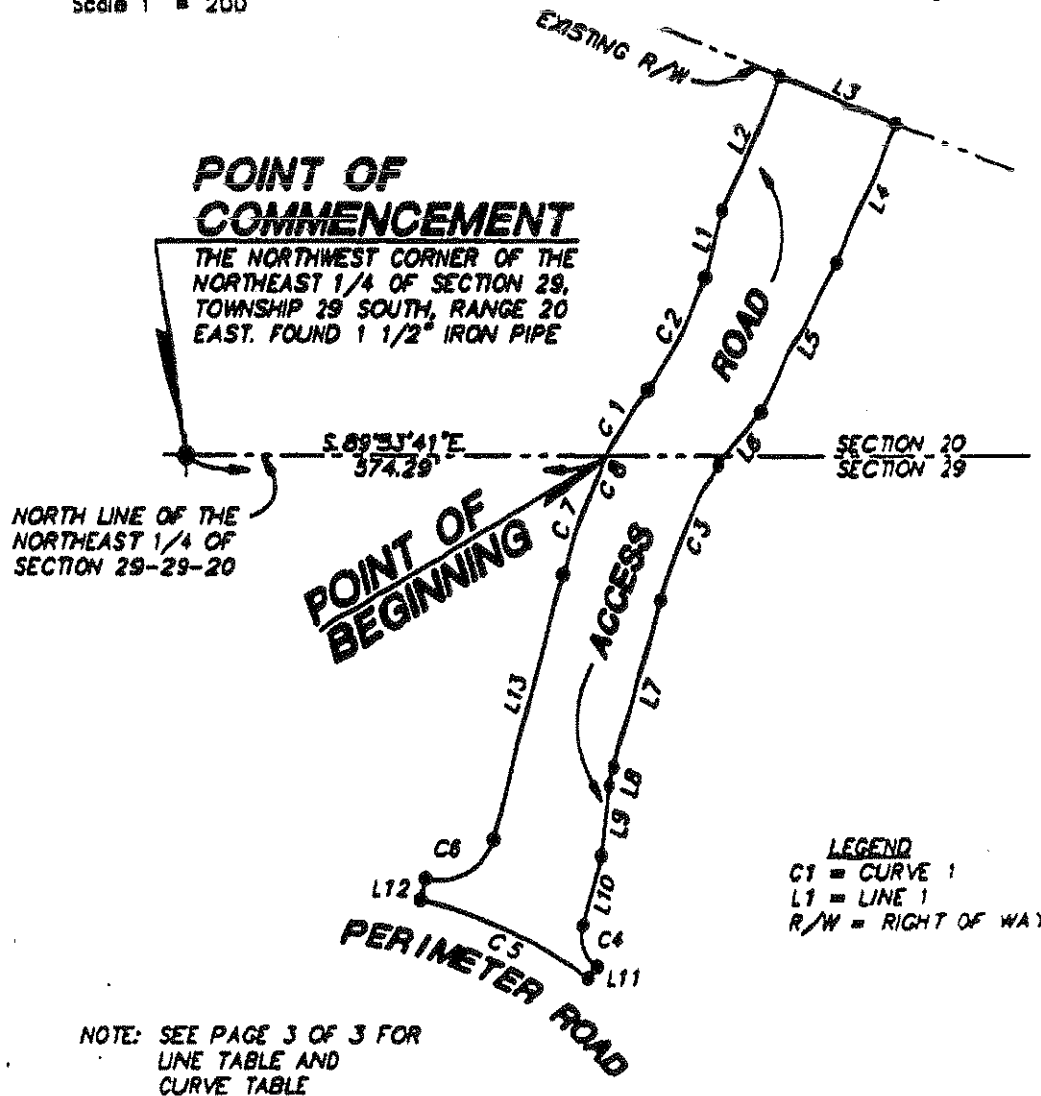 Scale 1" = 200'
EXISTING R/W
L3
L2
L4
POINT OF
COMMENCEMENT
THE NORTHWEST CORNER OF THE
NORTHEAST 1/4 OF SECTION 29,
TOWNSHIP 29 SOUTH, RANGE 20
EAST. FOUND 1 1/2" IRON PIPE
L1
C2
ROAD
L5
C1
L6
S.89°53'41"E.
574.29'
C8
SECTION 20
SECTION 29
NORTH LINE OF THE
NORTHEAST 1/4 OF
SECTION 29-29-20
POINT OF
BEGINNING
C7
C3
ACCESS
L13
L7
L8
L9
C6
L12
L10
LEGEND
C1 = CURVE 1
L1 = LINE 1
R/W = RIGHT OF WAY
C5
C4
L11
PERIMETER ROAD
NOTE: SEE PAGE 3 OF 3 FOR
LINE TABLE AND
CURVE TABLE